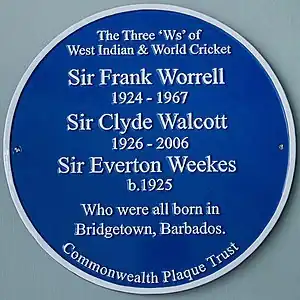 The Three ‘Ws’ of
West Indian & World Cricket
Sir Frank Worrell
1924 - 1967
Sir Clyde Walcott
1926 - 2006
Sir Everton Weekes
b.1925
Who were all born in
Bridgetown, Barbados.
Commonwealth Plaque Trust